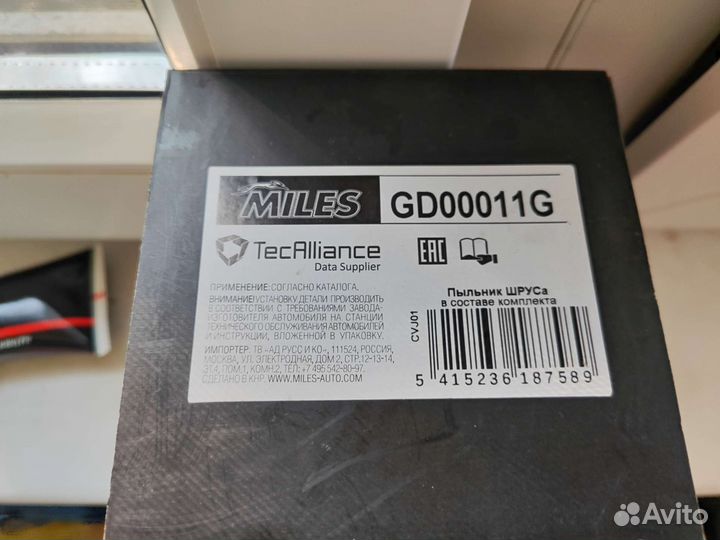 MILES
GD00011G
TecAlliance
Data Supplier
EAC
ПРИМЕНЕНИЕ: СОГЛАСНО КАТАЛОГА.
ВНИМАНИЕ! УСТАНОВКУ ДЕТАЛИ ПРОИЗВОДИТЬ
В СООТВЕТСТВИИ С ТРЕБОВАНИЯМИ ЗАВОДА-
ИЗГОТОВИТЕЛЯ АВТОМОБИЛЯ НА СТАНЦИИ
ТЕХНИЧЕСКОГО ОБСЛУЖИВАНИЯ АВТОМОБИЛЕЙ
И ИНСТРУКЦИИ, ВЛОЖЕННОЙ В УПАКОВКУ.
ИМПОРТЕР: ТВ «АД РУСС И КО», 111524, РОССИЯ,
МОСКВА, УЛ. ЭЛЕКТРОДНАЯ, ДОМ 2, СТР.12-13-14,
ЭТ.4, ПОМ.1, КОМН.2, ТЕЛ: +7 495 542-80-97.
СДЕЛАНО В КНР. WWW.MILES-AUTO.COM
Пыльник ШРУСа
в составе комплекта
CVJ01
5 415236 187589
Avito